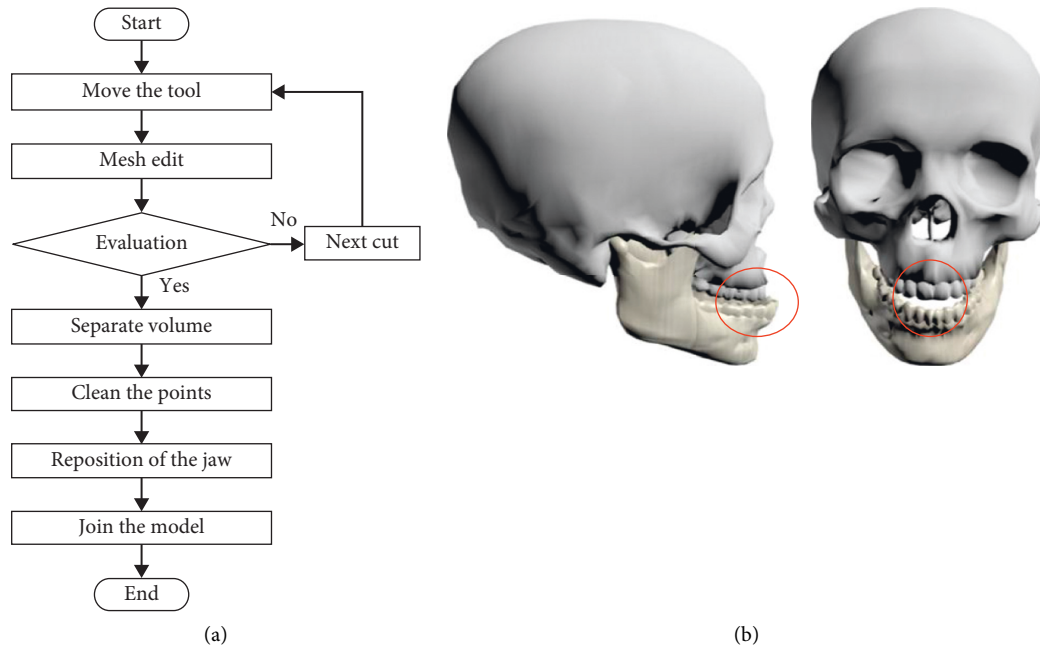 Start
Move the tool
Mesh edit
Evaluation
No
Next cut
Yes
Separate volume
Clean the points
Reposition of the jaw
Join the model
End
(a)
(b)